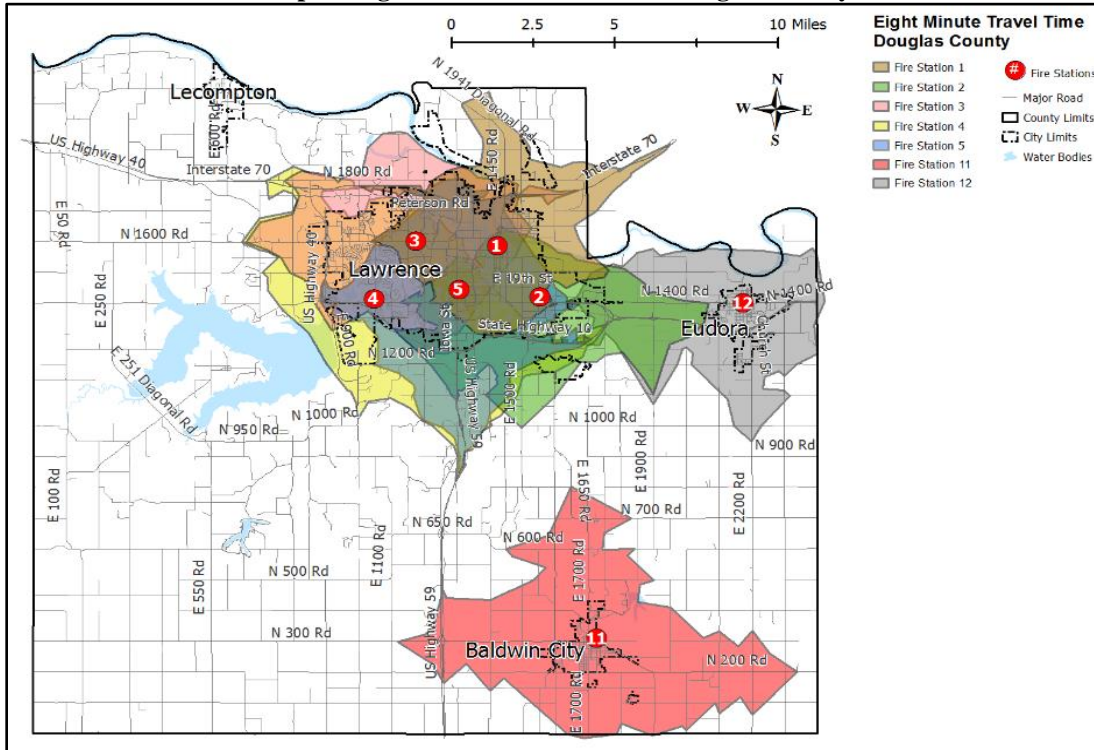 0 2.5 5 10 Miles
Eight Minute Travel Time
Douglas County
Fire Station 1
Fire Station 2
Fire Station 3
Fire Station 4
Fire Station 5
Fire Station 11
Fire Station 12
# Fire Stations
Major Road
County Limits
City Limits
Water Bodies
N
W E
S
Lecompton
E 600 Rd
N 1941 Diagonal Rd
US Highway 40
Interstate 70
N 1800 Rd
E 1450 Rd
Interstate 70
Peterson Rd
E 50 Rd
N 1600 Rd
US Highway 40
3
1
Lawrence
E 19th St
E 250 Rd
4
5
2
N 1400 Rd
12
N 1400 Rd
Eudora
Church St
Iowa St
State Highway 10
E 900 Rd
N 1200 Rd
E 251 Diagonal Rd
US Highway 59
E 1500 Rd
N 1000 Rd
N 1000 Rd
N 950 Rd
N 900 Rd
E 100 Rd
E 1650 Rd
E 1900 Rd
E 2200 Rd
N 650 Rd
N 700 Rd
N 600 Rd
E 550 Rd
N 500 Rd
E 1100 Rd
E 1700 Rd
US Highway 59
N 300 Rd
Baldwin City
11
N 200 Rd
E 1700 Rd